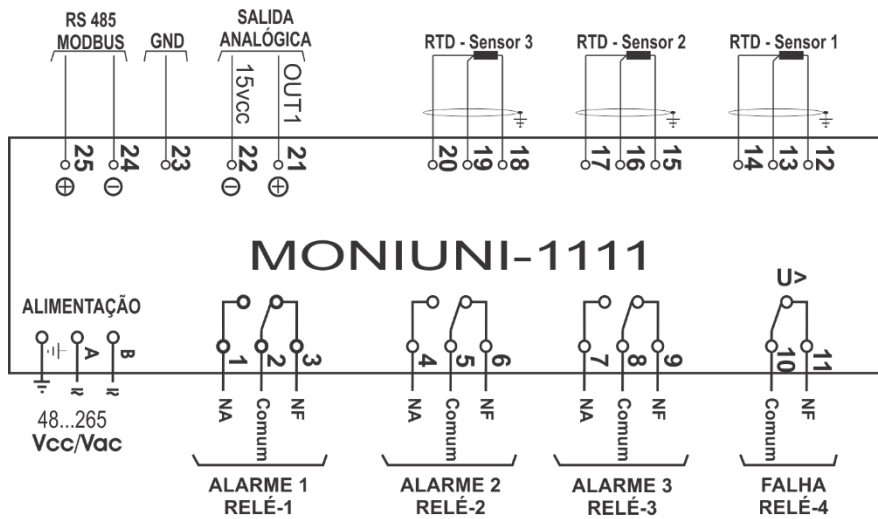 RS 485
MODBUS
GND
SALIDA
ANALÓGICA
RTD - Sensor 3
RTD - Sensor 2
RTD - Sensor 1
15vcc
OUT1
25
24
23
22
21
20
19
18
17
16
15
14
13
12
MONIUNI-1111
U>
ALIMENTAÇÃO
A
B
1
2
3
4
5
6
7
8
9
10
11
48...265
Vcc/Vac
NA
Comum
NF
NA
Comum
NF
NA
Comum
NF
Comum
NF
ALARME 1
RELÉ-1
ALARME 2
RELÉ-2
ALARME 3
RELÉ-3
FALHA
RELÉ-4